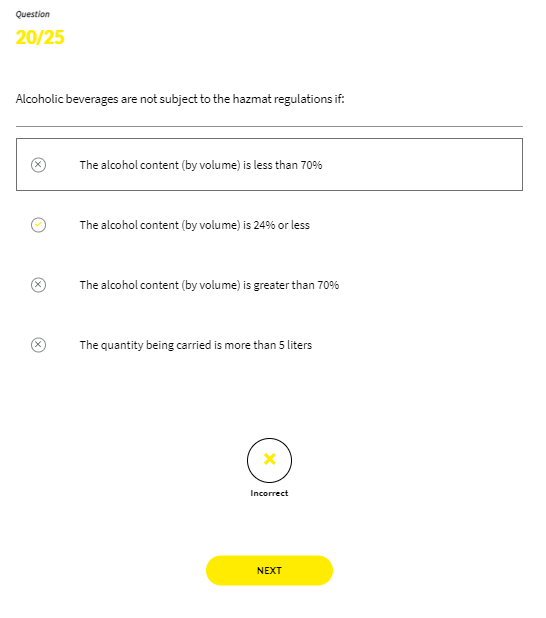 Question
20/25
Alcoholic beverages are not subject to the hazmat regulations if:
The alcohol content (by volume) is less than 70%
The alcohol content (by volume) is 24% or less
The alcohol content (by volume) is greater than 70%
The quantity being carried is more than 5 liters
Incorrect
NEXT